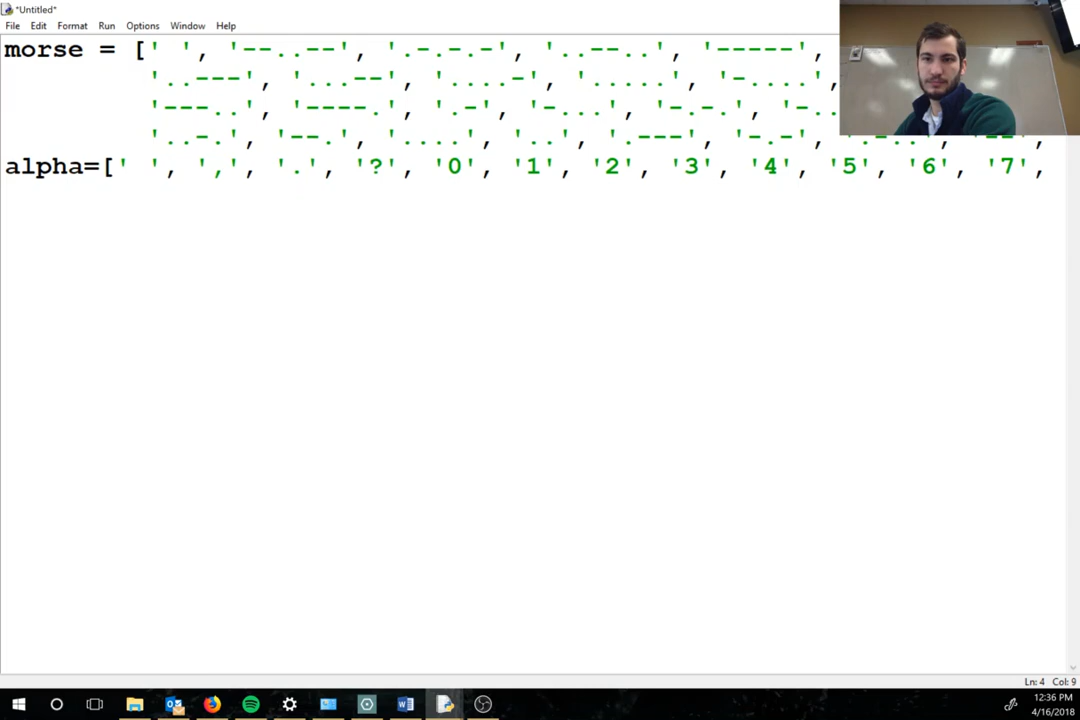 *Untitled*
File Edit Format Run Options Window Help
morse = [' ', '--..--', '.-.-.-', '..--..', '-----',
'..---', '...--', '....-', '.....', '-....',
'---..', '----.', '.-', '-...', '-.-.', '-..
'..-.', '--.', '....', '..', '.---', '-.-', '.-..', '--',
alpha=[' ', ',', '.', '?', '0', '1', '2', '3', '4', '5', '6', '7',
Ln: 4 Col: 9
12:36 PM
4/16/2018